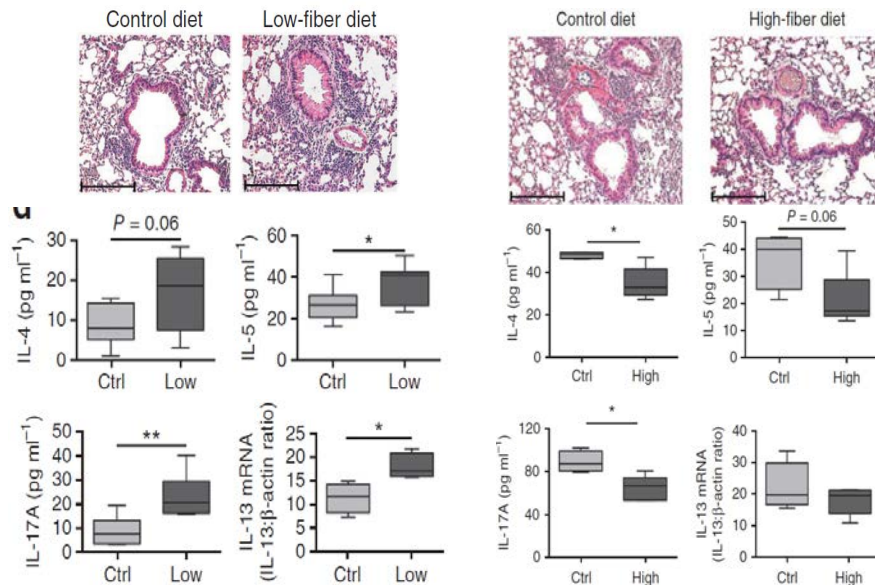 Control diet
Low-fiber diet
Control diet
High-fiber diet
d
P = 0.06
IL-4 (pg ml⁻¹)
30
20
10
0
Ctrl
Low
*
IL-5 (pg ml⁻¹)
60
40
20
0
Ctrl
Low
*
IL-4 (pg ml⁻¹)
60
40
20
0
Ctrl
High
P = 0.06
IL-5 (pg ml⁻¹)
50
40
30
20
10
0
Ctrl
High
**
IL-17A (pg ml⁻¹)
50
40
30
20
10
0
Ctrl
Low
*
IL-13 mRNA
(IL-13:β-actin ratio)
25
20
15
10
5
0
Ctrl
Low
*
IL-17A (pg ml⁻¹)
120
90
60
30
0
Ctrl
High
IL-13 mRNA
(IL-13:β-actin ratio)
40
30
20
10
0
Ctrl
High